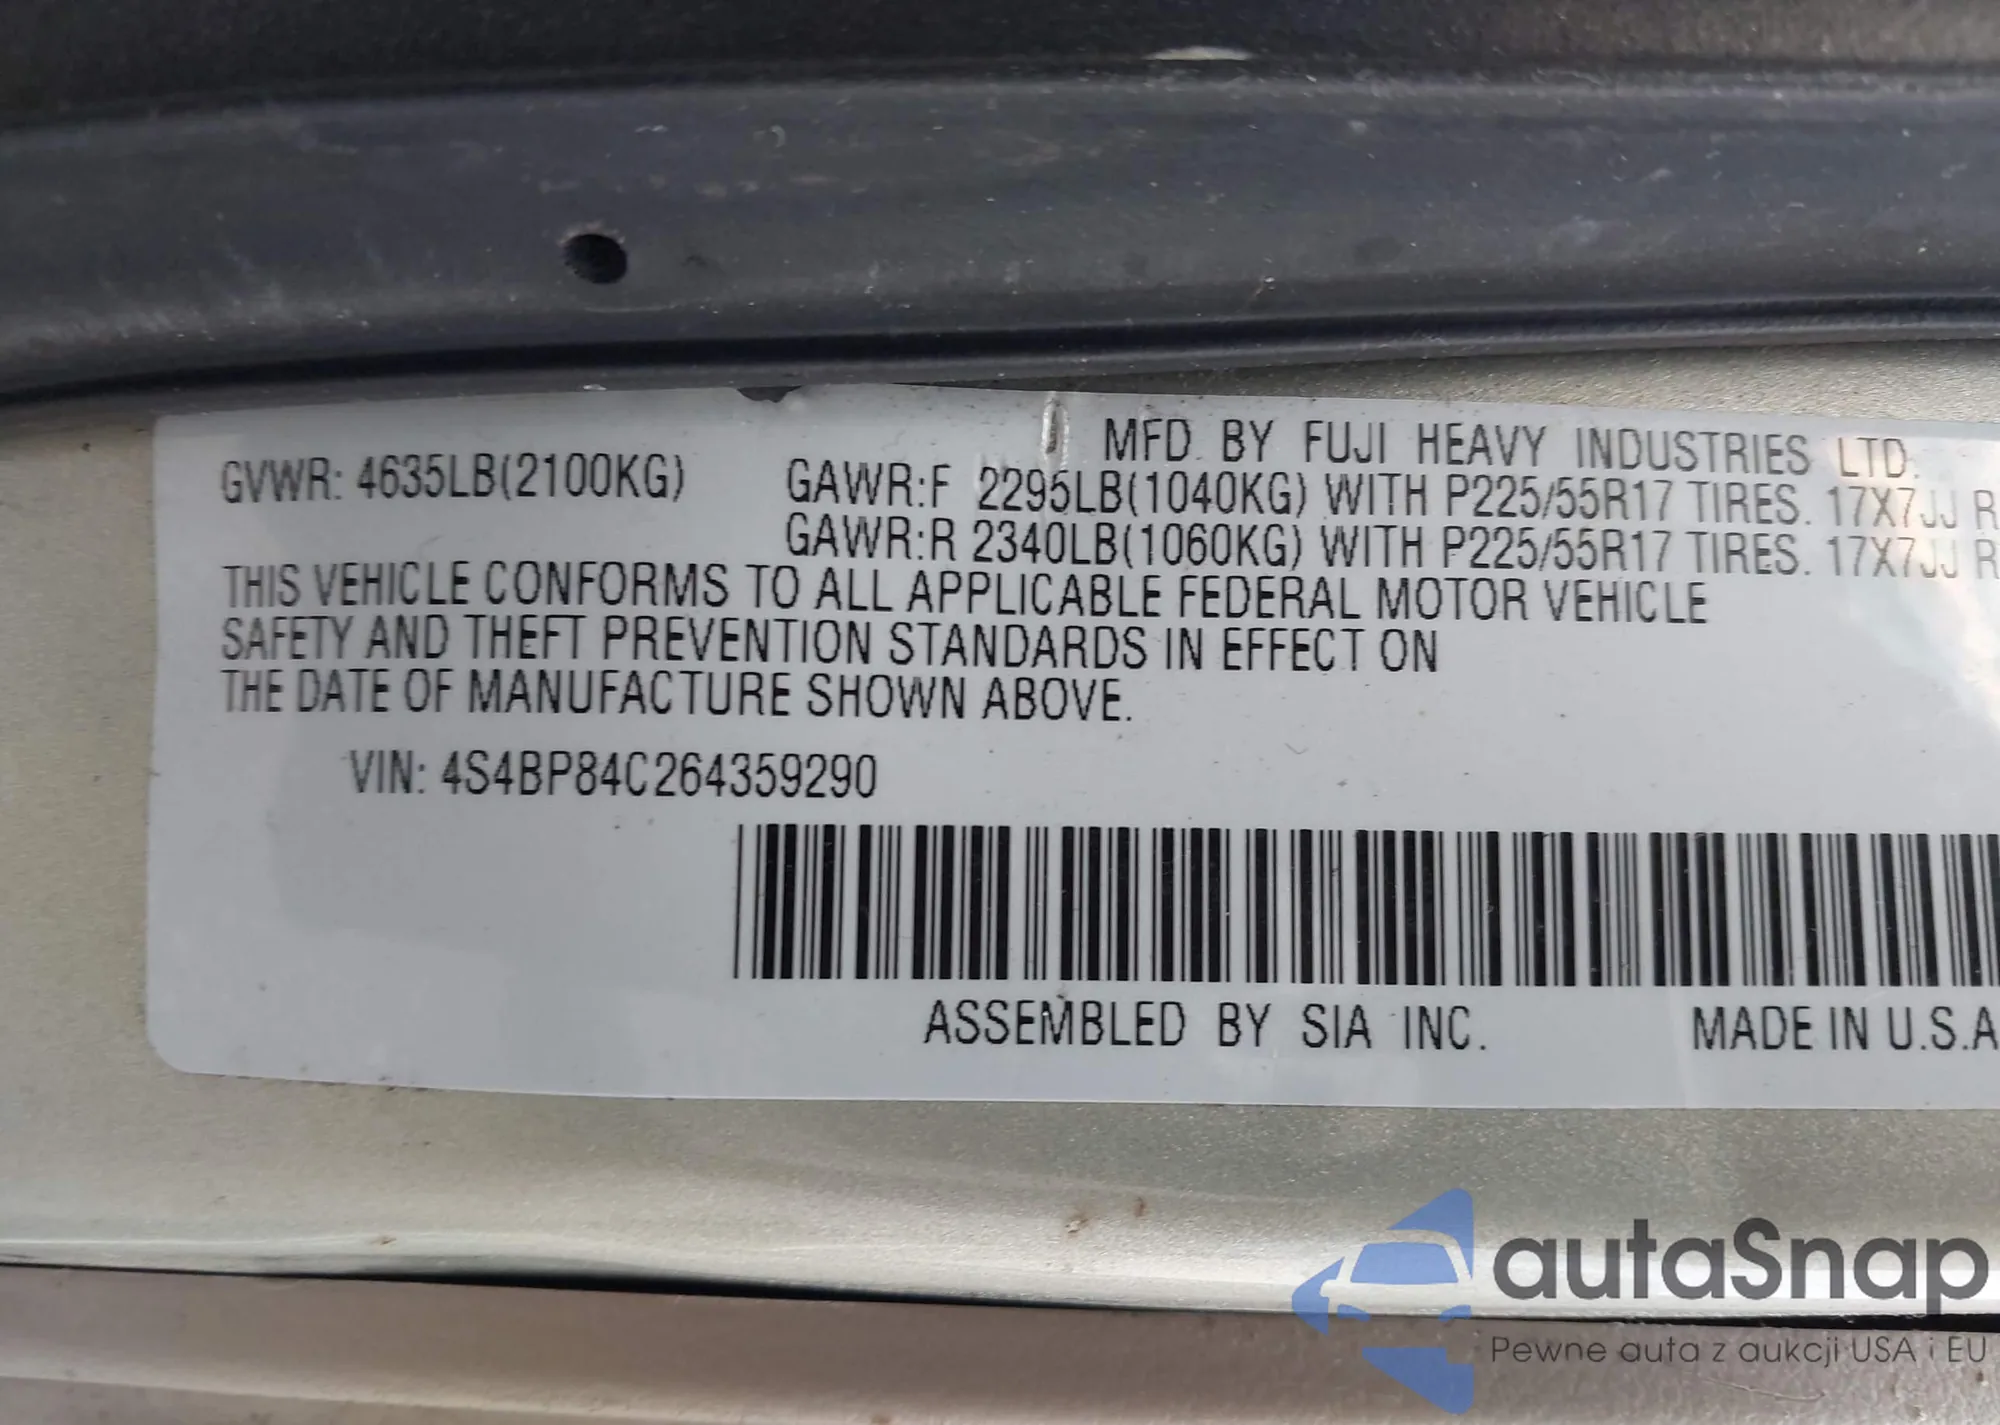 MFD. BY FUJI HEAVY INDUSTRIES LTD.
GVWR: 4635LB(2100KG) GAWR:F 2295LB(1040KG) WITH P225/55R17 TIRES. 17X7JJ R
GAWR:R 2340LB(1060KG) WITH P225/55R17 TIRES. 17X7JJ R
THIS VEHICLE CONFORMS TO ALL APPLICABLE FEDERAL MOTOR VEHICLE
SAFETY AND THEFT PREVENTION STANDARDS IN EFFECT ON
THE DATE OF MANUFACTURE SHOWN ABOVE.
VIN: 4S4BP84C264359290
ASSEMBLED BY SIA INC. MADE IN U.S.A
autaSnap
Pewne auta z aukcji USA i EU